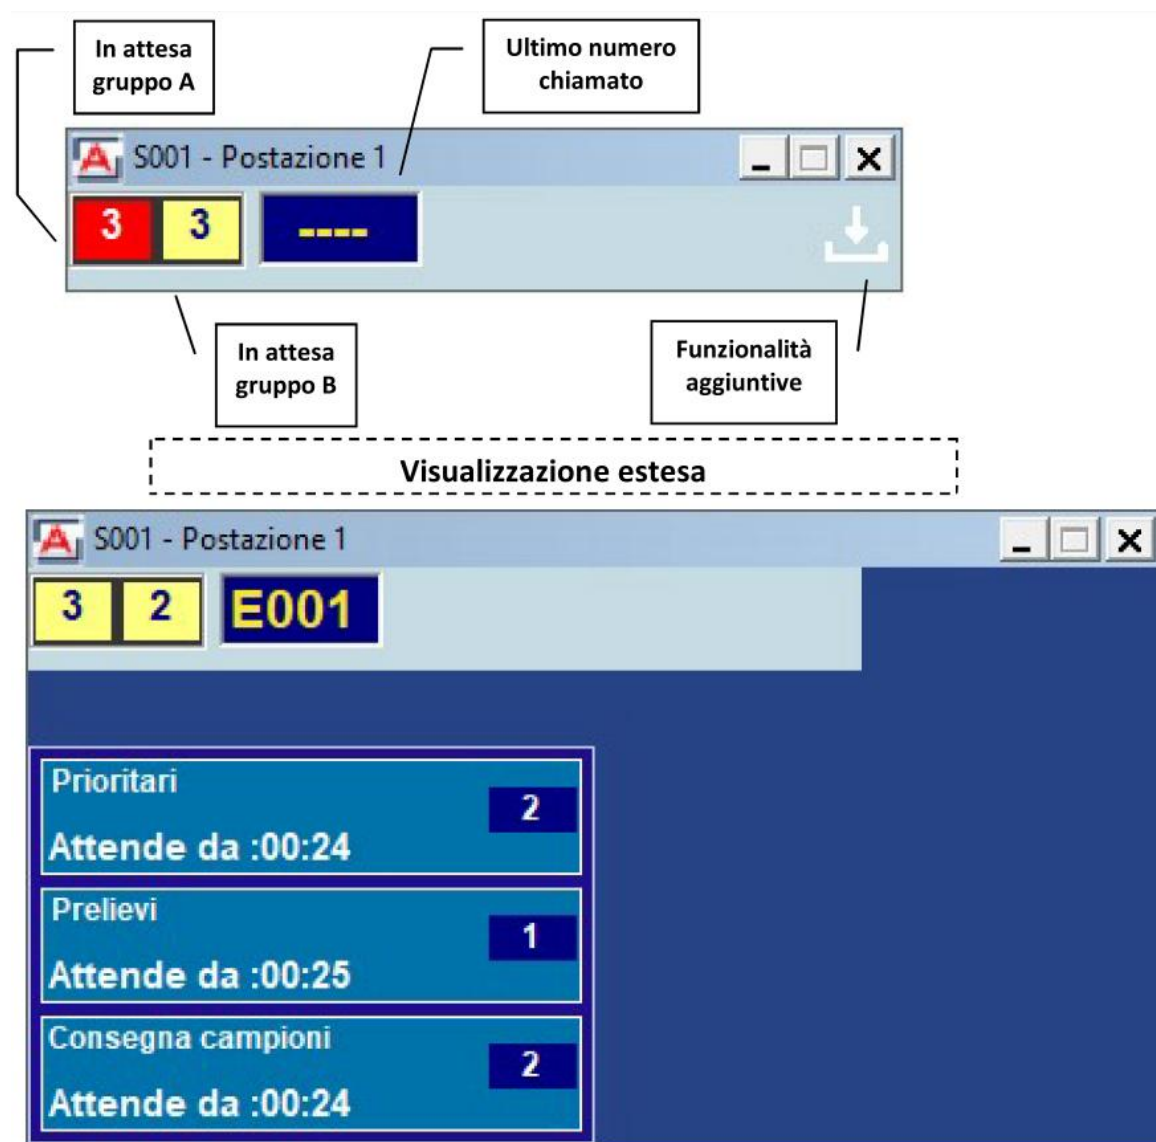 In attesa
gruppo A
Ultimo numero
chiamato
A S001 - Postazione 1
3 3 ----
In attesa
gruppo B
Funzionalità
aggiuntive
Visualizzazione estesa
A S001 - Postazione 1
3 2 E001
Prioritari
2
Attende da :00:24
Prelievi
1
Attende da :00:25
Consegna campioni
2
Attende da :00:24